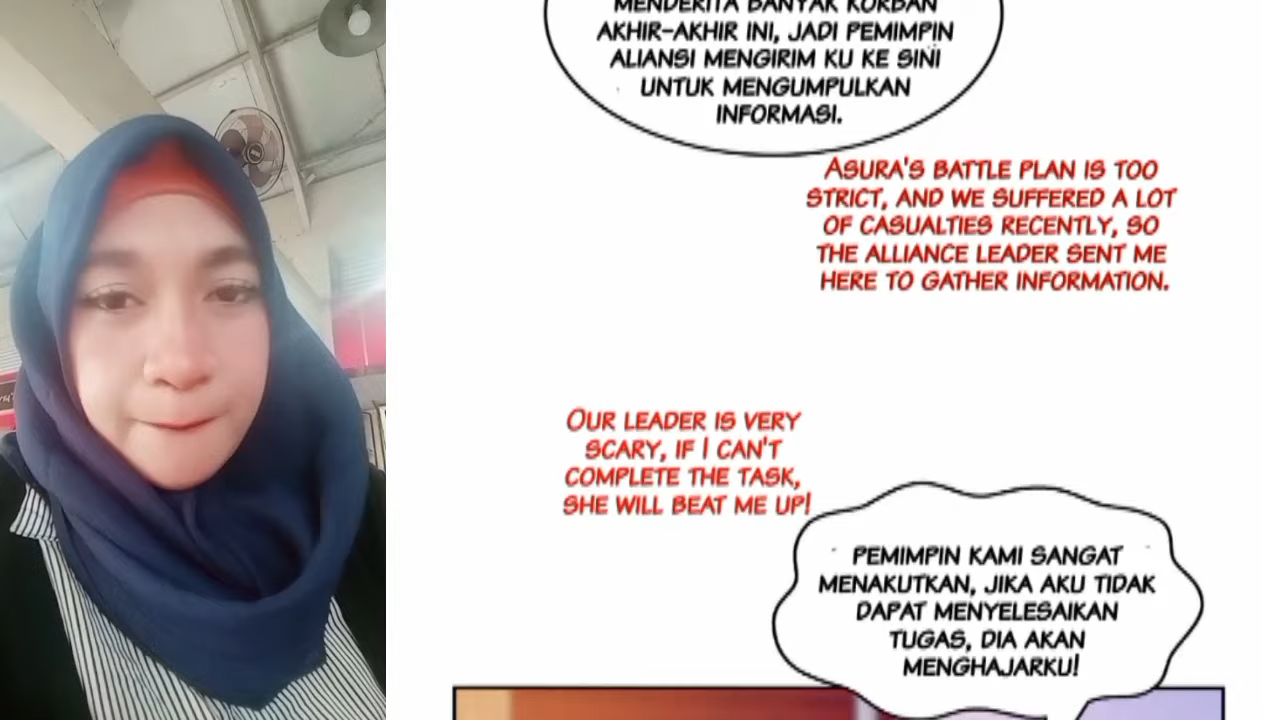 MENDERITA BANYAK KORBAN
AKHIR-AKHIR INI, JADI PEMIMPIN
ALIANSI MENGIRIM KU KE SINI
UNTUK MENGUMPULKAN
INFORMASI.
ASURA'S BATTLE PLAN IS TOO
STRICT, AND WE SUFFERED A LOT
OF CASUALTIES RECENTLY, SO
THE ALLIANCE LEADER SENT ME
HERE TO GATHER INFORMATION.
OUR LEADER IS VERY
SCARY, IF I CAN'T
COMPLETE THE TASK,
SHE WILL BEAT ME UP!
PEMIMPIN KAMI SANGAT
MENAKUTKAN, JIKA AKU TIDAK
DAPAT MENYELESAIKAN
TUGAS, DIA AKAN
MENGHAJARKU!